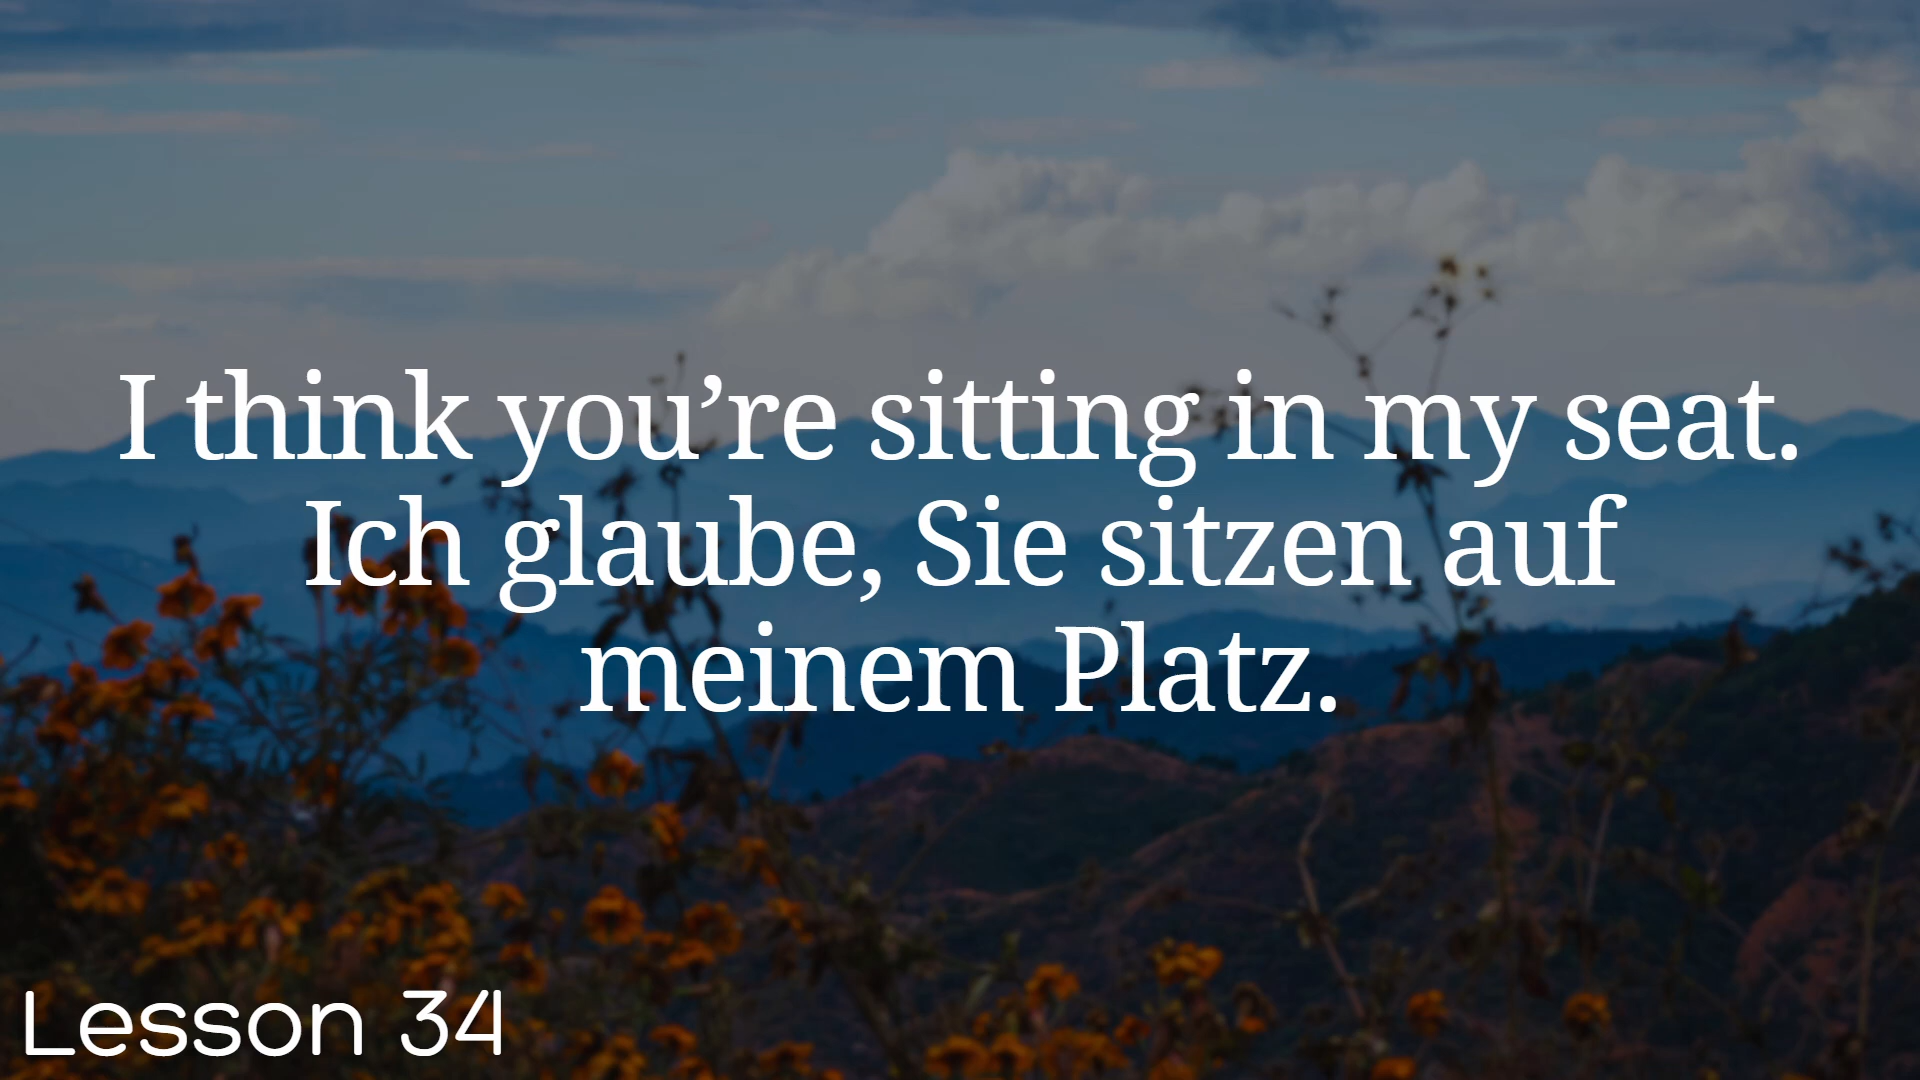 I think you’re sitting in my seat.
Ich glaube, Sie sitzen auf
meinem Platz.
Lesson 34